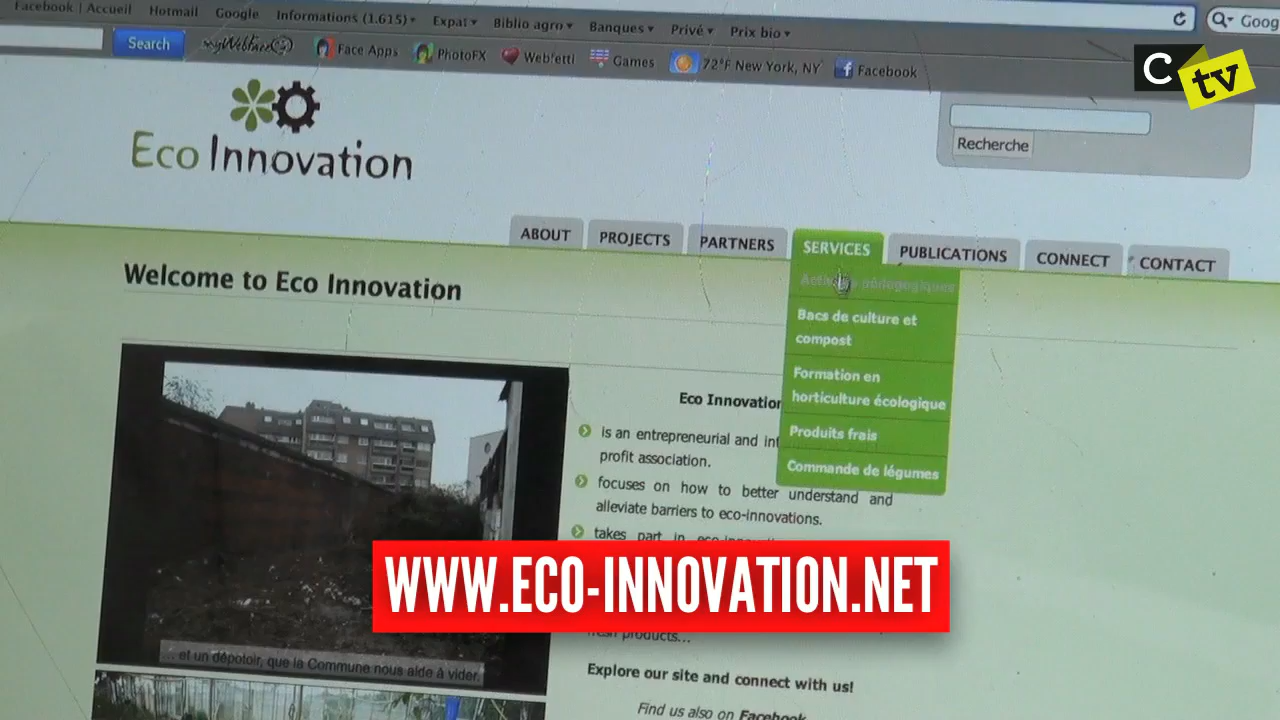 Facebook | Accueil Hotmail Google Informations (1.615) Expat Biblio agro Banques Privé Prix bio Goog
Search myWebFace Face Apps PhotoFX Webfetti Games 72°F New York, NY Facebook
C tv
Recherche
Eco Innovation
ABOUT PROJECTS PARTNERS SERVICES PUBLICATIONS CONNECT CONTACT
pédagogiques
Bacs de culture et
compost
Formation en
horticulture écologique
Produits frais
Commande de légumes
Welcome to Eco Innovation
Eco Innovation
is an entrepreneurial and
profit association.
focuses on how to better understand and
alleviate barriers to eco-innovations.
takes part in
WWW.ECO-INNOVATION.NET
fresh products...
... et un dépotoir, que la Commune nous aide à vider.
Explore our site and connect with us!
Find us also on Facebook